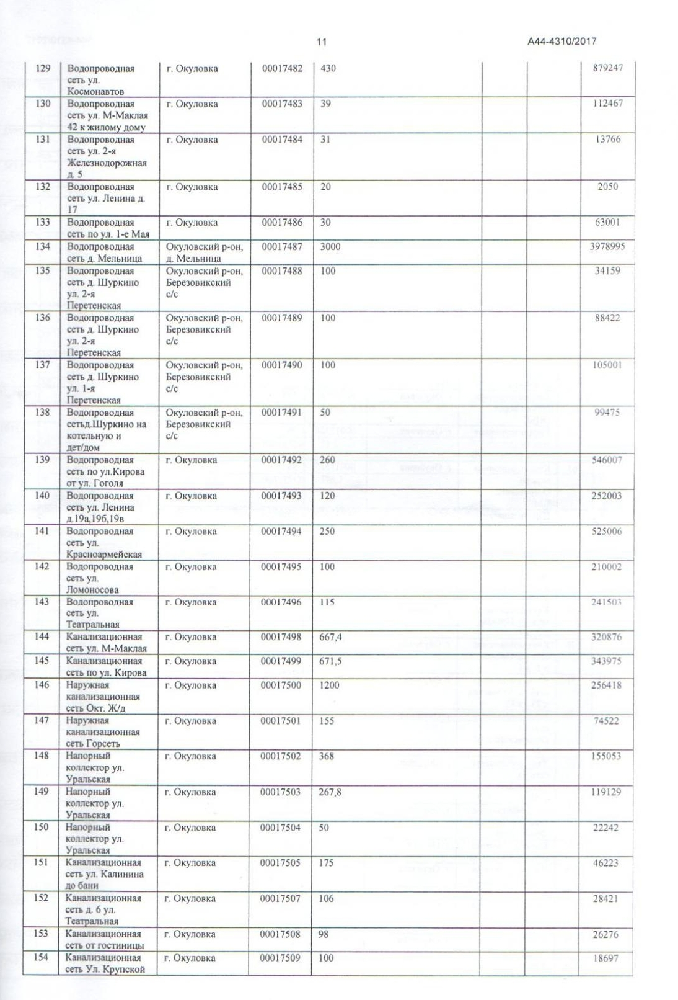 11 А44-4310/2017
129 Водопроводная г. Окуловка 00017482 430 879247
сеть ул.
Космонавтов
130 Водопроводная г. Окуловка 00017483 39 112467
сеть ул. М-Маклая
42 к жилому дому
131 Водопроводная г. Окуловка 00017484 31 13766
сеть ул. 2-я
Железнодорожная
д. 5
132 Водопроводная г. Окуловка 00017485 20 2050
сеть ул. Ленина д.
17
133 Водопроводная г. Окуловка 00017486 30 63001
сеть по ул. 1-е Мая
134 Водопроводная Окуловский р-он, 00017487 3000 3978995
сеть д. Мельница д. Мельница
135 Водопроводная Окуловский р-он, 00017488 100 34159
сеть д. Шуркино Березовикский
ул. 2-я с/с
Перетенская
136 Водопроводная Окуловский р-он, 00017489 100 88422
сеть д. Шуркино Березовикский
ул. 2-я с/с
Перетенская
137 Водопроводная Окуловский р-он, 00017490 100 105001
сеть д. Шуркино Березовикский
ул. 1-я с/с
Перетенская
138 Водопроводная Окуловский р-он, 00017491 50 99475
сетьд.Шуркино на Березовикский
котельную и с/с
дет/дом
139 Водопроводная г. Окуловка 00017492 260 546007
сеть по ул.Кирова
от ул. Гоголя
140 Водопроводная г. Окуловка 00017493 120 252003
сеть ул. Ленина
д.19а,19б,19в
141 Водопроводная г. Окуловка 00017494 250 525006
сеть ул.
Красноармейская
142 Водопроводная г. Окуловка 00017495 100 210002
сеть ул.
Ломоносова
143 Водопроводная г. Окуловка 00017496 115 241503
сеть ул.
Театральная
144 Канализационная г. Окуловка 00017498 667,4 320876
сеть ул. М-Маклая
145 Канализационная г. Окуловка 00017499 671,5 343975
сеть по ул. Кирова
146 Наружная г. Окуловка 00017500 1200 256418
канализационная
сеть Окт. Ж/д
147 Наружная г. Окуловка 00017501 155 74522
канализационная
сеть Горсеть
148 Напорный г. Окуловка 00017502 368 155053
коллектор ул.
Уральская
149 Напорный г. Окуловка 00017503 267,8 119129
коллектор ул.
Уральская
150 Напорный г. Окуловка 00017504 50 22242
коллектор ул.
Уральская
151 Канализационная г. Окуловка 00017505 175 46223
сеть ул. Калинина
до бани
152 Канализационная г. Окуловка 00017507 106 28421
сеть д. 6 ул.
Театральная
153 Канализационная г. Окуловка 00017508 98 26276
сеть от гостиницы
154 Канализационная г. Окуловка 00017509 100 18697
сеть Ул. Крупской